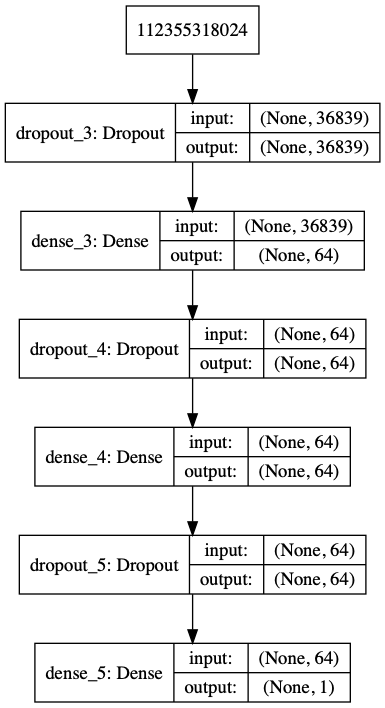 112355318024
dropout_3: Dropout
input: (None, 36839)
output: (None, 36839)
dense_3: Dense
input: (None, 36839)
output: (None, 64)
dropout_4: Dropout
input: (None, 64)
output: (None, 64)
dense_4: Dense
input: (None, 64)
output: (None, 64)
dropout_5: Dropout
input: (None, 64)
output: (None, 64)
dense_5: Dense
input: (None, 64)
output: (None, 1)